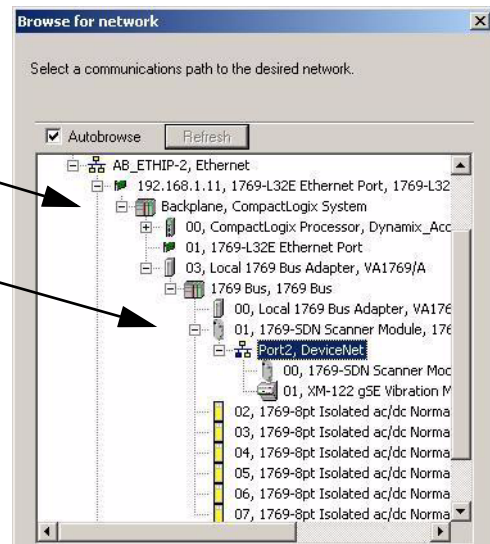 Browse for network
Select a communications path to the desired network.
Autobrowse
Refresh
AB_ETHIP-2, Ethernet
192.168.1.11, 1769-L32E Ethernet Port, 1769-L32
Backplane, CompactLogix System
00, CompactLogix Processor, Dynamix_Acc
01, 1769-L32E Ethernet Port
03, Local 1769 Bus Adapter, VA1769/A
1769 Bus, 1769 Bus
00, Local 1769 Bus Adapter, VA176
01, 1769-SDN Scanner Module, 176
Port2, DeviceNet
00, 1769-SDN Scanner Moc
01, XM-122 gSE Vibration M
02, 1769-8pt Isolated ac/dc Norma
03, 1769-8pt Isolated ac/dc Norma
04, 1769-8pt Isolated ac/dc Norma
05, 1769-8pt Isolated ac/dc Norma
06, 1769-8pt Isolated ac/dc Norma
07, 1769-8pt Isolated ac/dc Norma